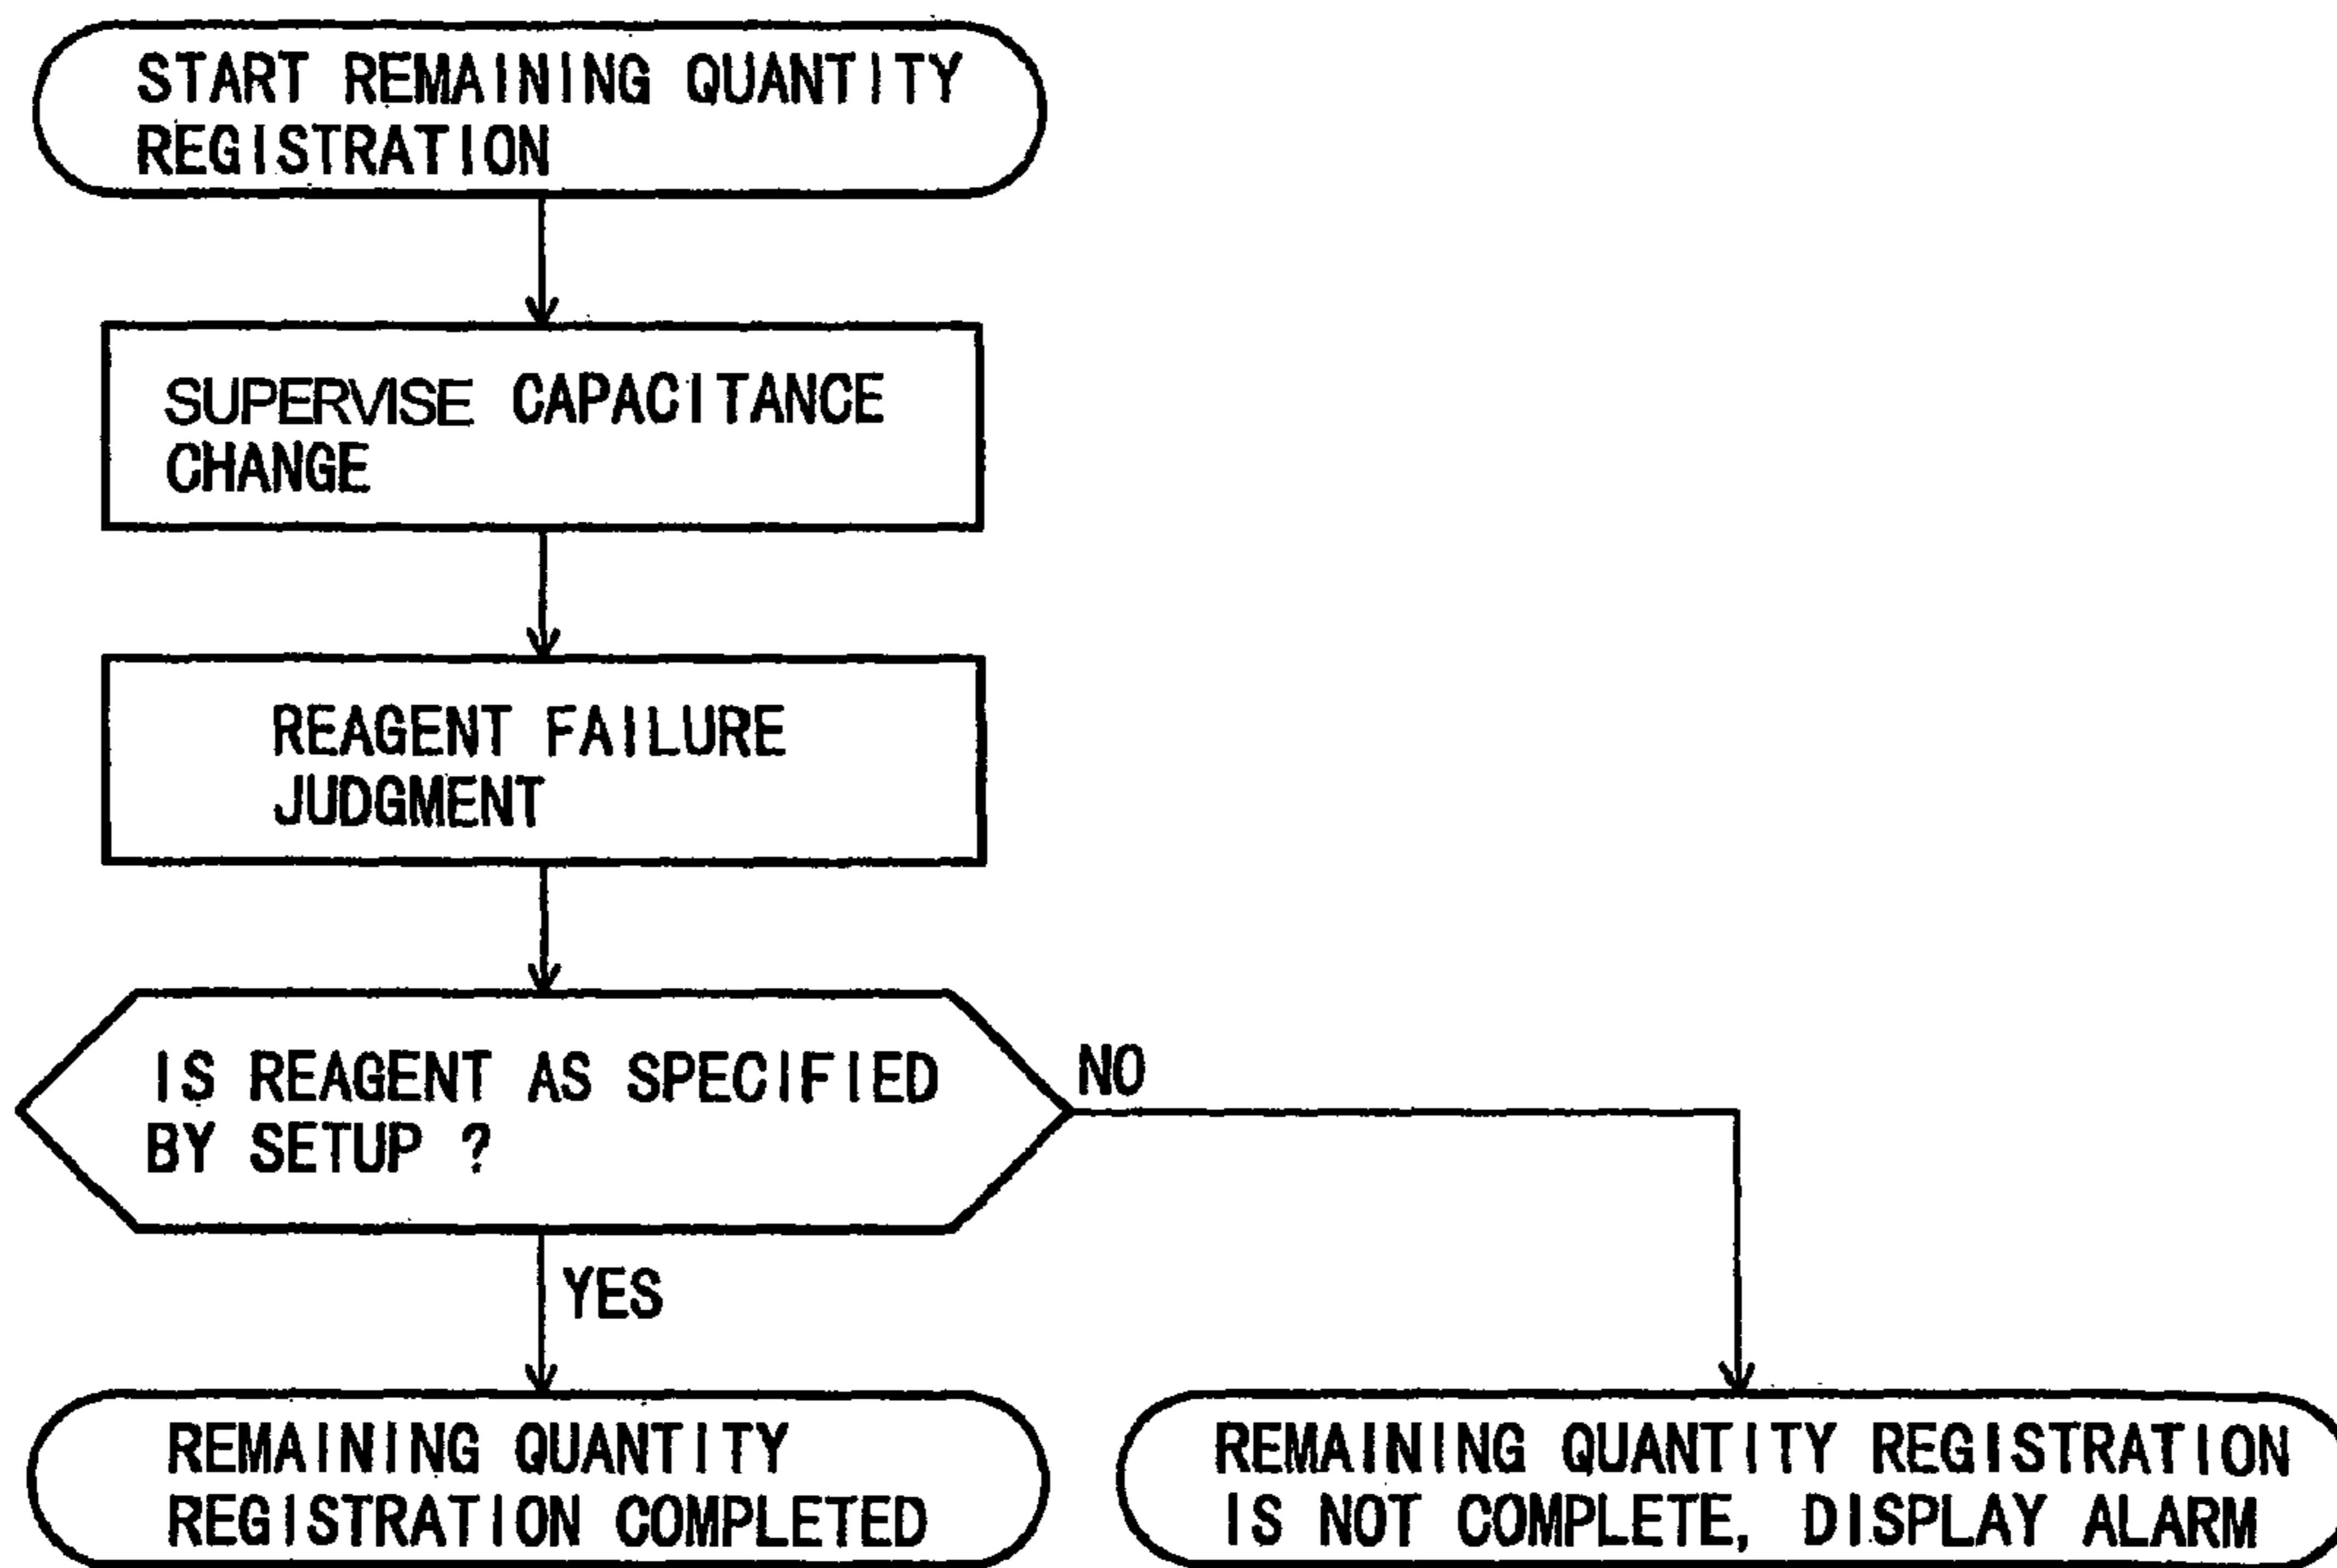 START REMAINING QUANTITY
REGISTRATION
SUPERVISE CAPACITANCE
CHANGE
REAGENT FAILURE
JUDGMENT
IS REAGENT AS SPECIFIED
BY SETUP ?
NO
YES
REMAINING QUANTITY
REGISTRATION COMPLETED
REMAINING QUANTITY REGISTRATION
IS NOT COMPLETE, DISPLAY ALARM